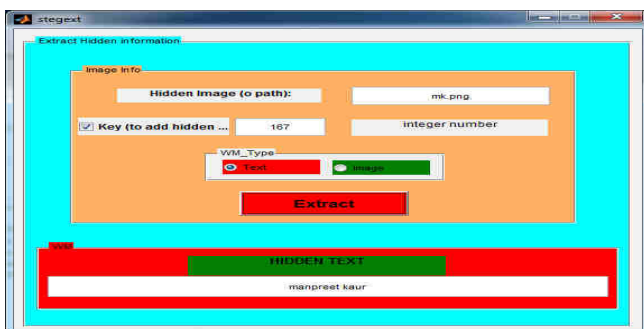 stegext
Extract Hidden information
Image Info
Hidden Image (o path):
mk.png.
Key (to add hidden ...
167
integer number
WM_Type
Text
Image
Extract
WM
HIDDEN TEXT
manpreet kaur